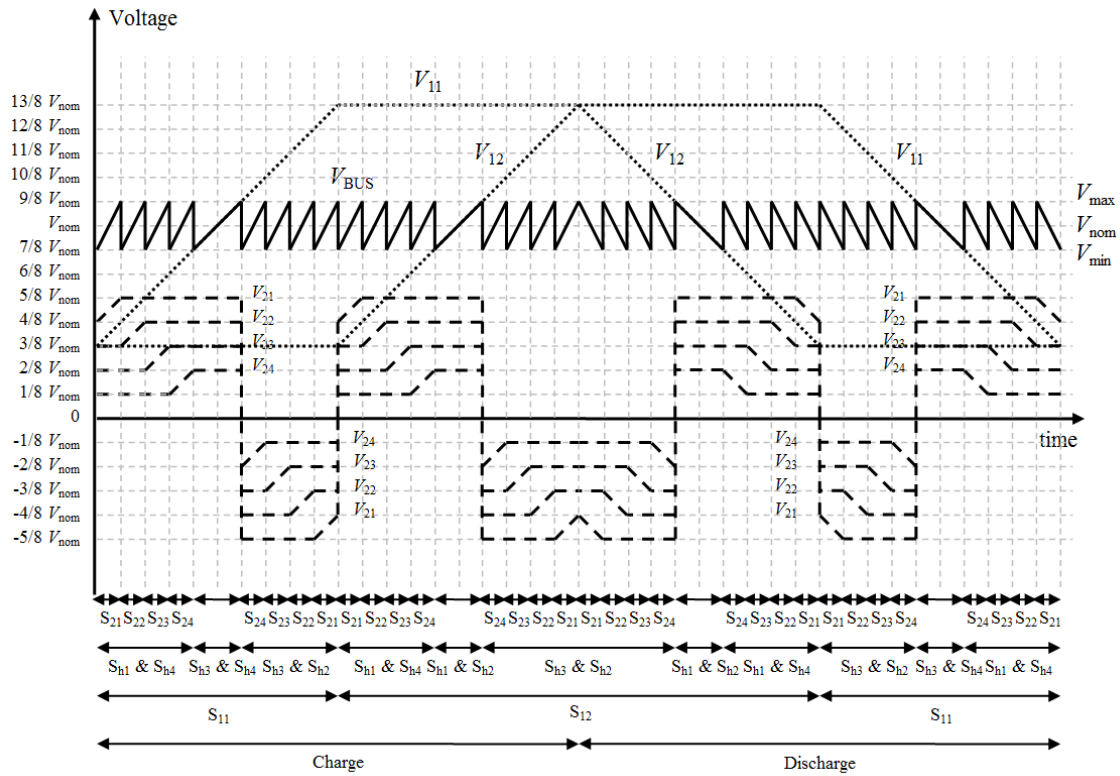 Voltage
V11
13/8 Vnom
12/8 Vnom
11/8 Vnom
V12 V12 V11
10/8 Vnom
VBUS
9/8 Vnom Vmax
Vnom Vnom
7/8 Vnom Vmin
6/8 Vnom
5/8 Vnom V21 V21
4/8 Vnom V22 V22
3/8 Vnom V23 V23
2/8 Vnom V24 V24
1/8 Vnom
0
time
-1/8 Vnom V24 V24
-2/8 Vnom V23 V23
-3/8 Vnom V22 V22
-4/8 Vnom V21 V21
-5/8 Vnom
S21 S22 S23 S24 S24 S23 S22 S21 S21 S22 S23 S24 S24 S23 S22 S21 S21 S22 S23 S24 S24 S23 S22 S21 S21 S22 S23 S24 S24 S23 S22 S21
Sh1 & Sh4 Sh3 & Sh4 Sh3 & Sh2 Sh1 & Sh4 Sh1 & Sh2 Sh3 & Sh2 Sh1 & Sh2 Sh1 & Sh4 Sh3 & Sh2 Sh3 & Sh4 Sh1 & Sh4
S11 S12 S11
Charge Discharge